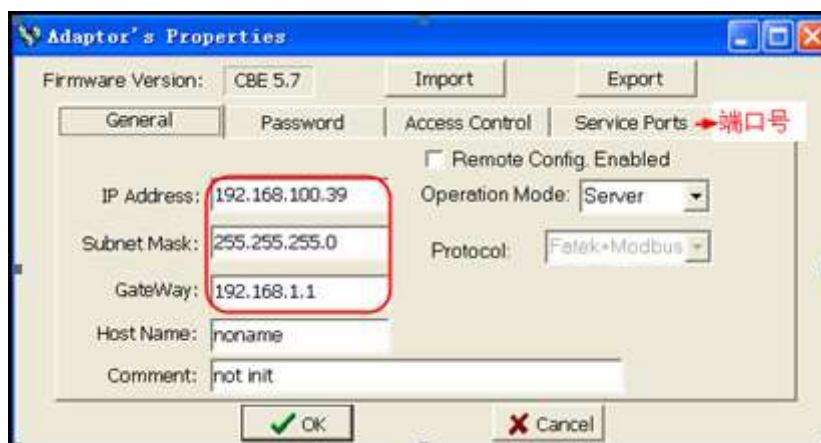 Adaptor's Properties
Firmware Version: CBE 5.7 Import Export
General Password Access Control Service Ports 端口号
Remote Config. Enabled
IP Address: 192.168.100.39 Operation Mode: Server
Subnet Mask: 255.255.255.0 Protocol: Fatek+Modbus
GateWay: 192.168.1.1
Host Name: noname
Comment: not init
OK Cancel